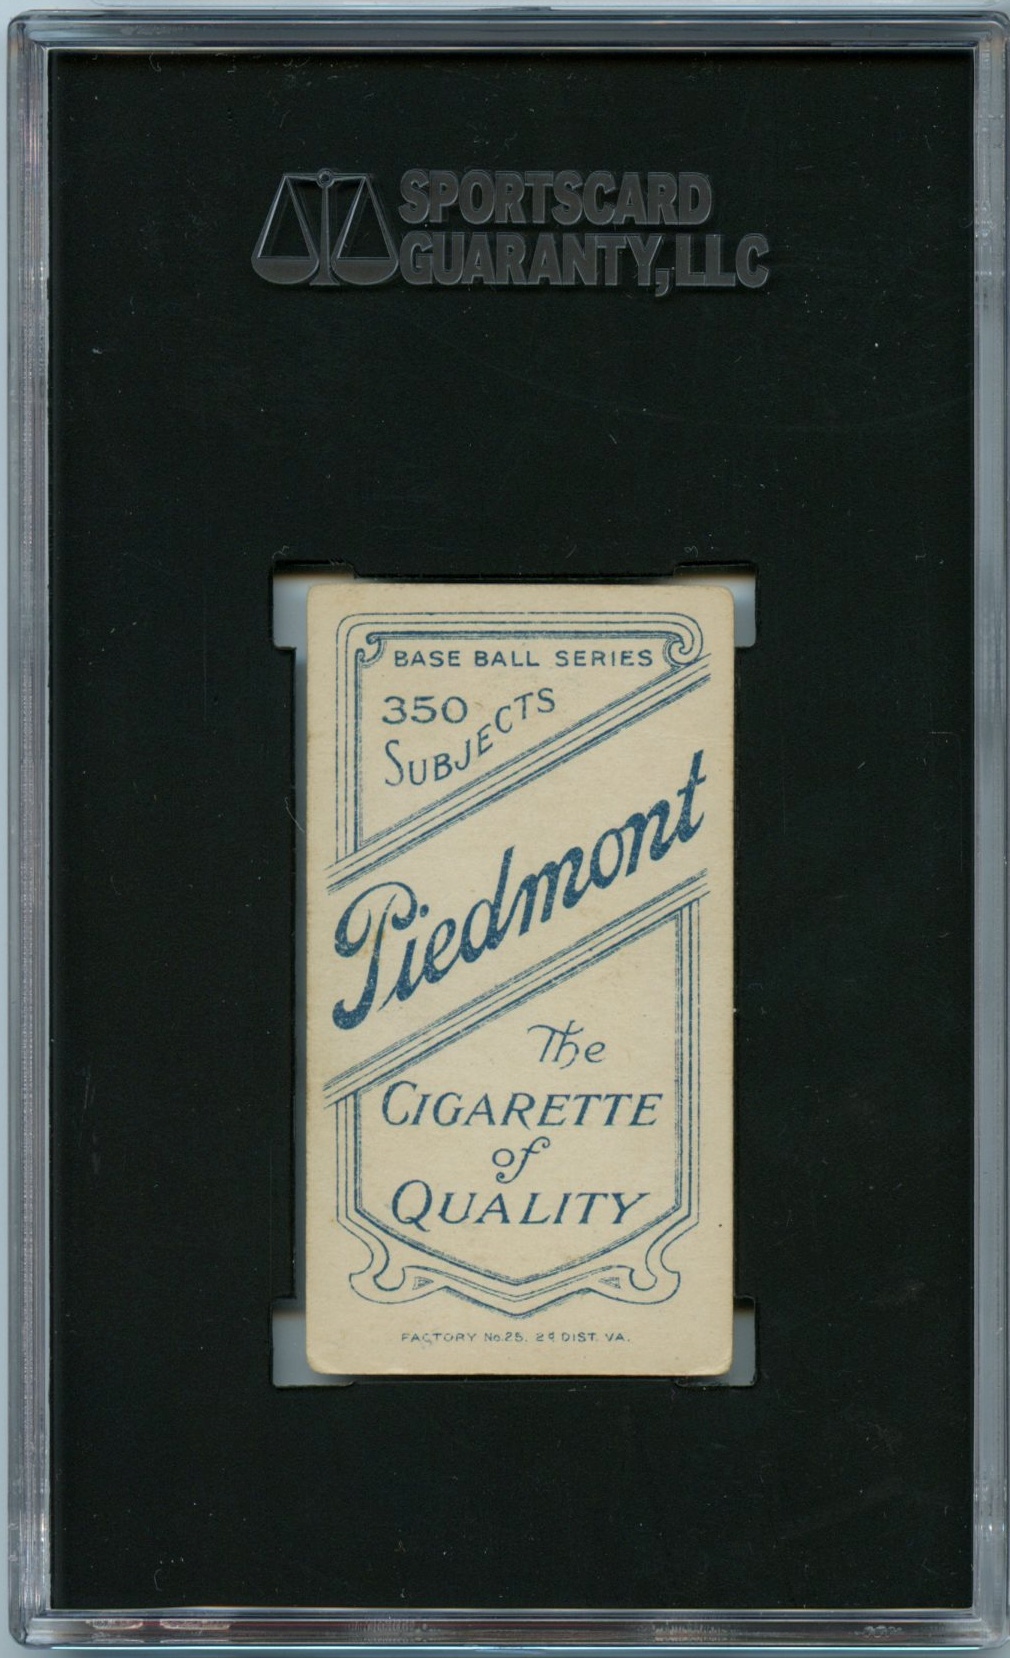 SPORTSCARD
GUARANTY, LLC
BASE BALL SERIES
350
SUBJECTS
Piedmont
The
CIGARETTE
of
QUALITY
FACTORY No. 25. 2d DIST. VA.